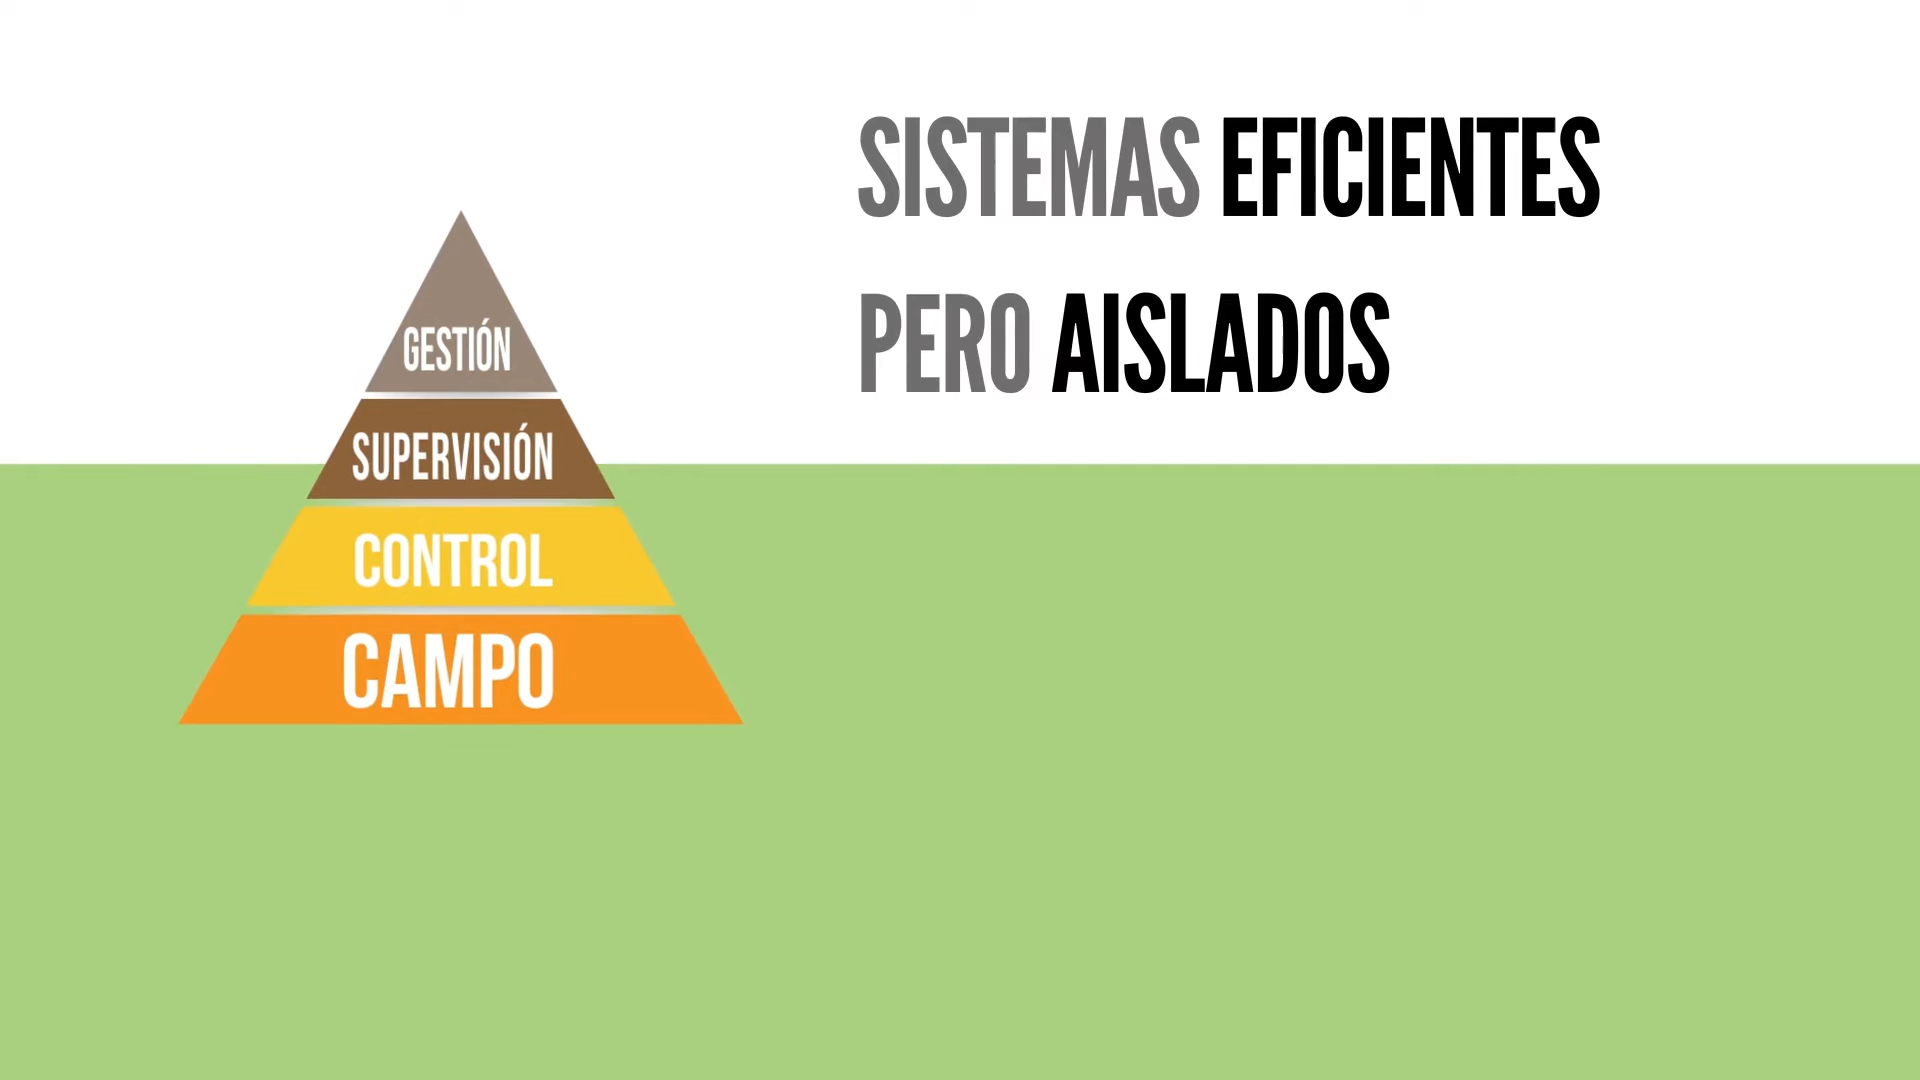 SISTEMAS EFICIENTES
PERO AISLADOS
GESTIÓN
SUPERVISIÓN
CONTROL
CAMPO